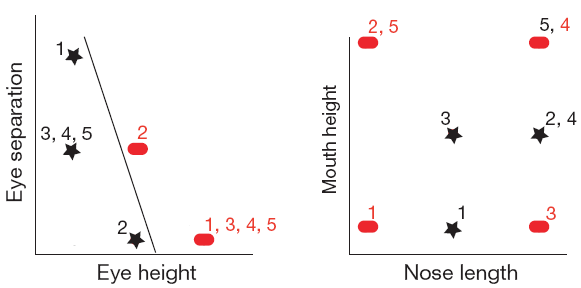 1
3, 4, 5
2
2
1, 3, 4, 5
Eye separation
Eye height
2, 5
5, 4
3
2, 4
1
1
3
Mouth height
Nose length